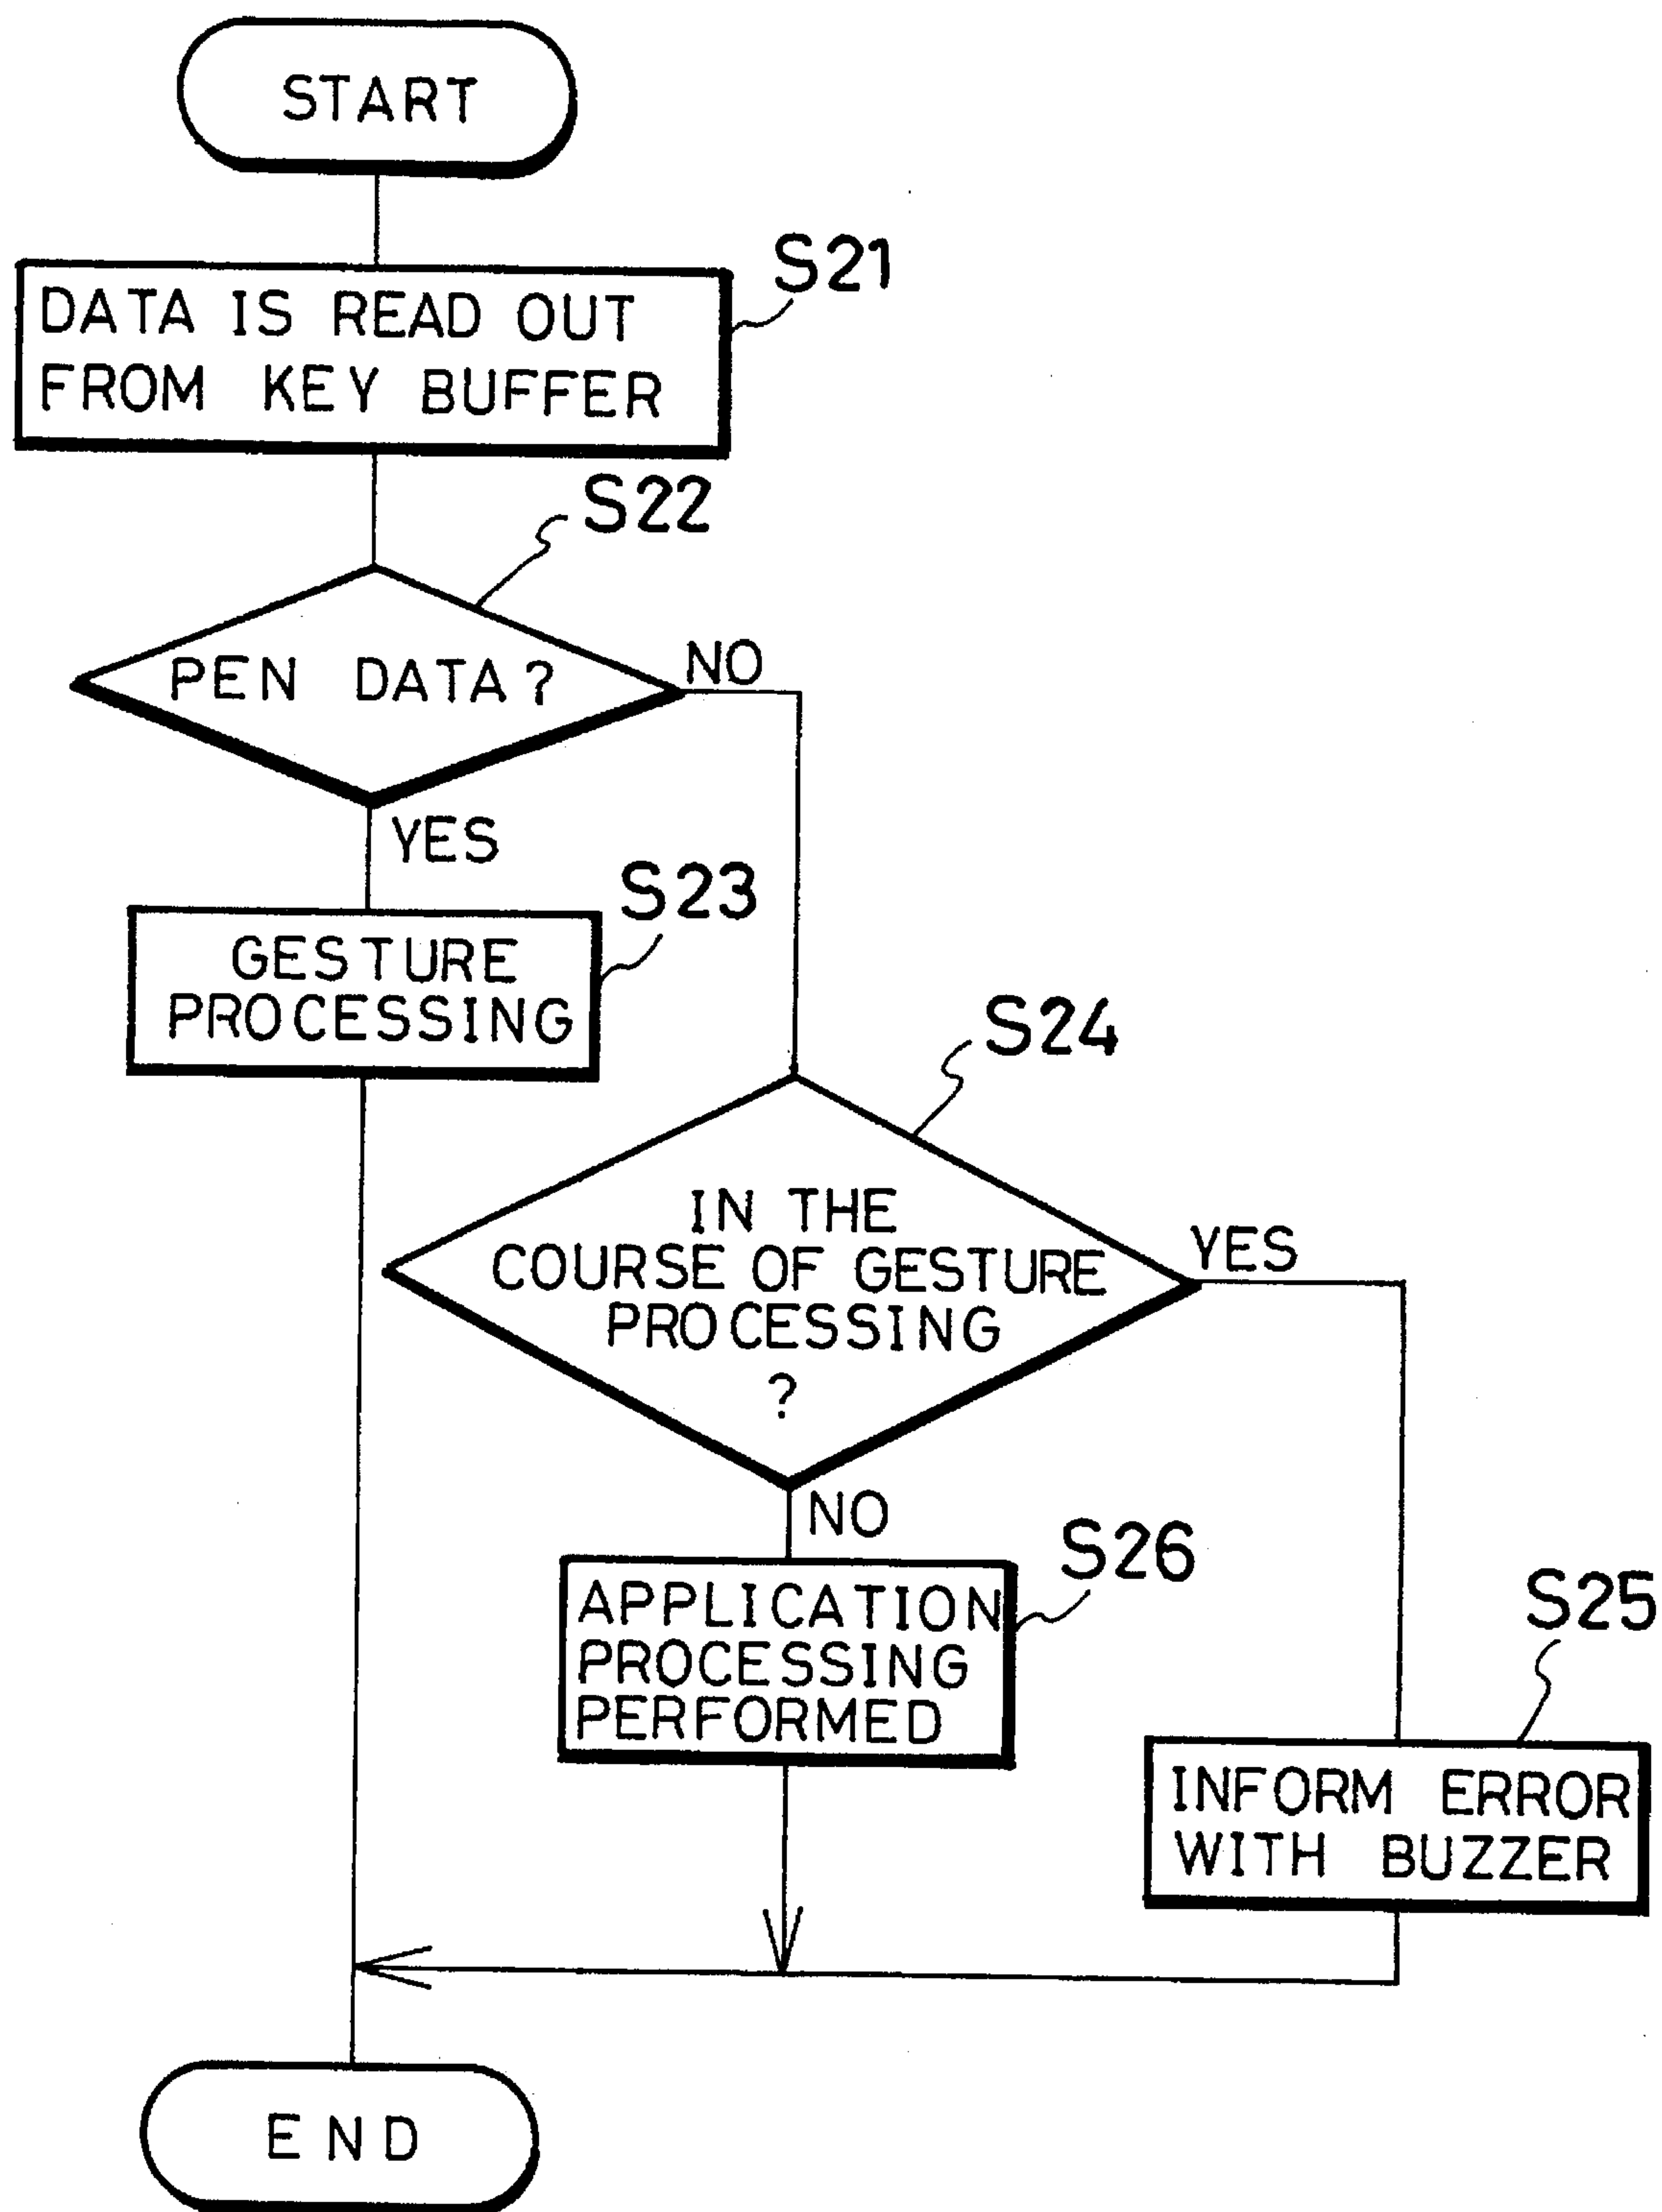 START
S21
DATA IS READ OUT
FROM KEY BUFFER
S22
PEN DATA?
NO
YES
S23
GESTURE
PROCESSING
S24
IN THE
COURSE OF GESTURE
PROCESSING
?
YES
NO
S26
APPLICATION
PROCESSING
PERFORMED
S25
INFORM ERROR
WITH BUZZER
END